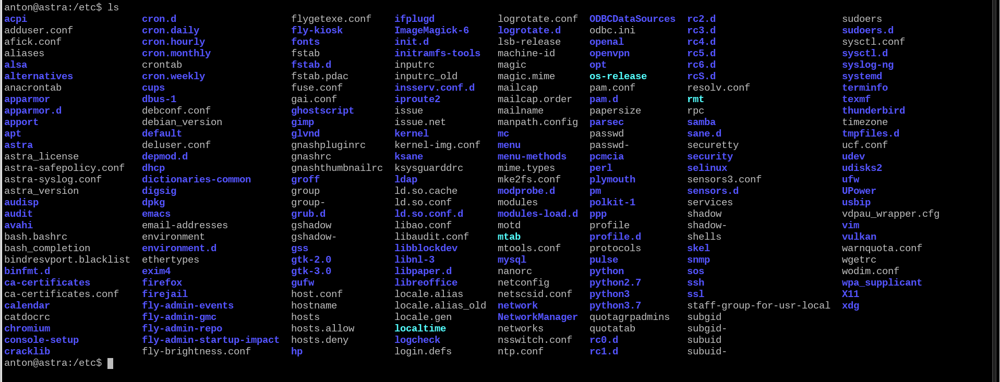 anton@astra:/etc$ ls
acpi cron.d flygetexe.conf ifplugd logrotate.conf ODBCDataSources rc2.d sudoers
adduser.conf cron.daily fly-kiosk ImageMagick-6 logrotate.d odbc.ini rc3.d sudoers.d
afick.conf cron.hourly fonts init.d lsb-release openal rc4.d sysctl.conf
aliases cron.monthly fstab initramfs-tools machine-id openvpn rc5.d sysctl.d
alsa crontab fstab.d inputrc magic opt rc6.d syslog-ng
alternatives cron.weekly fstab.pdac inputrc_old magic.mime os-release rcS.d systemd
anacrontab cups fuse.conf insserv.conf.d mailcap pam.conf resolv.conf terminfo
apparmor dbus-1 gai.conf iproute2 mailcap.order pam.d rmt texmf
apparmor.d debconf.conf ghostscript issue mailname papersize rpc thunderbird
apport debian_version gimp issue.net manpath.config parsec samba timezone
apt default glvnd kernel mc passwd sane.d tmpfiles.d
astra deluser.conf gnashpluginrc kernel-img.conf menu passwd- securetty ucf.conf
astra_license depmod.d gnashrc ksane menu-methods pcmcia security udev
astra-safepolicy.conf dhcp gnashthumbnailrc ksysguarddrc mime.types perl selinux udisks2
astra-syslog.conf dictionaries-common groff ldap mke2fs.conf plymouth sensors3.conf ufw
astra_version digsig group ld.so.cache modprobe.d pm sensors.d UPower
audisp dpkg group- ld.so.conf modules polkit-1 services usbip
audit emacs grub.d ld.so.conf.d modules-load.d ppp shadow vdpau_wrapper.cfg
avahi email-addresses gshadow libao.conf motd profile shadow- vim
bash.bashrc environment gshadow- libaudit.conf mtab profile.d shells vulkan
bash_completion environment.d gss libblockdev mtools.conf protocols skel warnquota.conf
bindresvport.blacklist ethertypes gtk-2.0 libnl-3 mysql pulse snmp wgetrc
binfmt.d exim4 gtk-3.0 libpaper.d nanorc python sos wodim.conf
ca-certificates firefox gufw libreoffice netconfig python2.7 ssh wpa_supplicant
ca-certificates.conf firejail host.conf locale.alias netscsid.conf python3 ssl X11
calendar fly-admin-events hostname locale.alias_old network python3.7 staff-group-for-usr-local xdg
catdocrc fly-admin-gmc hosts locale.gen NetworkManager quotagrpadmins subgid
chromium fly-admin-repo hosts.allow localtime networks quotatab subgid-
console-setup fly-admin-startup-impact hosts.deny logcheck nsswitch.conf rc0.d subuid
cracklib fly-brightness.conf hp login.defs ntp.conf rc1.d subuid-
anton@astra:/etc$